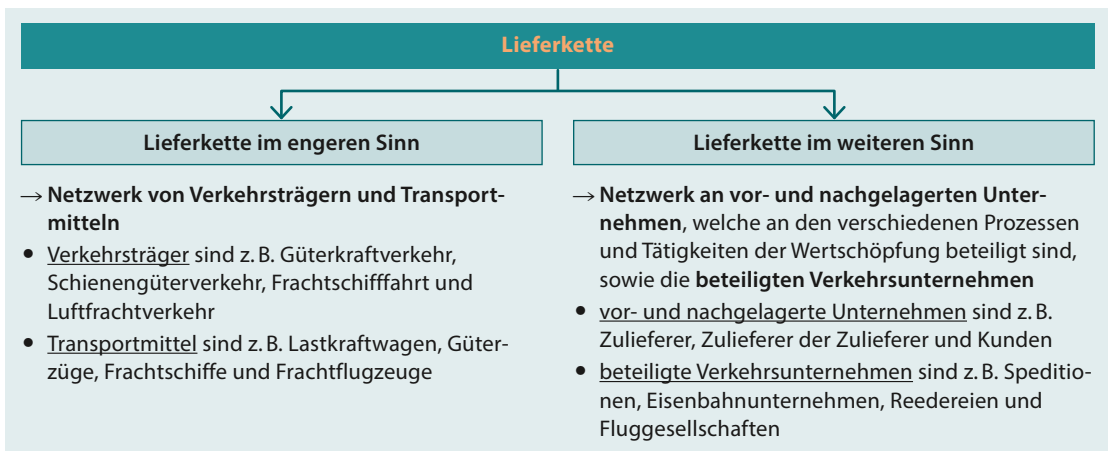 Lieferkette
Lieferkette im engeren Sinn
→ Netzwerk von Verkehrsträgern und Transport-
mitteln
• Verkehrsträger sind z. B. Güterkraftverkehr,
Schienengüterverkehr, Frachtschifffahrt und
Luftfrachtverkehr
• Transportmittel sind z. B. Lastkraftwagen, Güter-
züge, Frachtschiffe und Frachtflugzeuge
Lieferkette im weiteren Sinn
→ Netzwerk an vor- und nachgelagerten Unter-
nehmen, welche an den verschiedenen Prozessen
und Tätigkeiten der Wertschöpfung beteiligt sind,
sowie die beteiligten Verkehrsunternehmen
• vor- und nachgelagerte Unternehmen sind z. B.
Zulieferer, Zulieferer der Zulieferer und Kunden
• beteiligte Verkehrsunternehmen sind z. B. Speditio-
nen, Eisenbahnunternehmen, Reedereien und
Fluggesellschaften